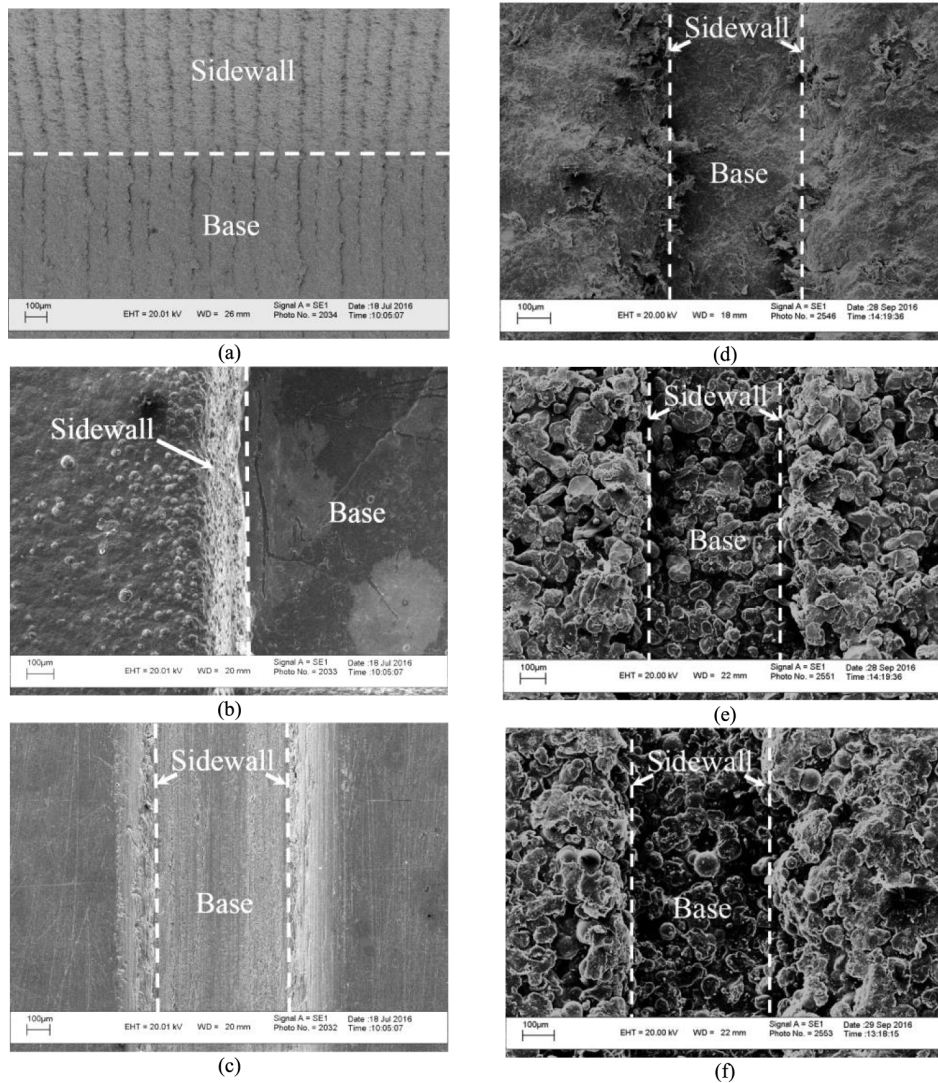 Sidewall
Base
100µm
EHT = 20.01 kV WD = 26 mm Signal A = SE1 Date :18 Jul 2016
Photo No. = 2034 Time :10:05:07
(a)
Sidewall
Base
100µm
EHT = 20.01 kV WD = 20 mm Signal A = SE1 Date :18 Jul 2016
Photo No. = 2033 Time :10:05:07
(b)
Sidewall
Base
100µm
EHT = 20.01 kV WD = 20 mm Signal A = SE1 Date :18 Jul 2016
Photo No. = 2032 Time :10:05:07
(c)
Sidewall
Base
100µm
EHT = 20.00 kV WD = 18 mm Signal A = SE1 Date :28 Sep 2016
Photo No. = 2546 Time :14:19:36
(d)
Sidewall
Base
100µm
EHT = 20.00 kV WD = 22 mm Signal A = SE1 Date :28 Sep 2016
Photo No. = 2551 Time :14:19:36
(e)
Sidewall
Base
100µm
EHT = 20.00 kV WD = 22 mm Signal A = SE1 Date :29 Sep 2016
Photo No. = 2553 Time :13:18:15
(f)